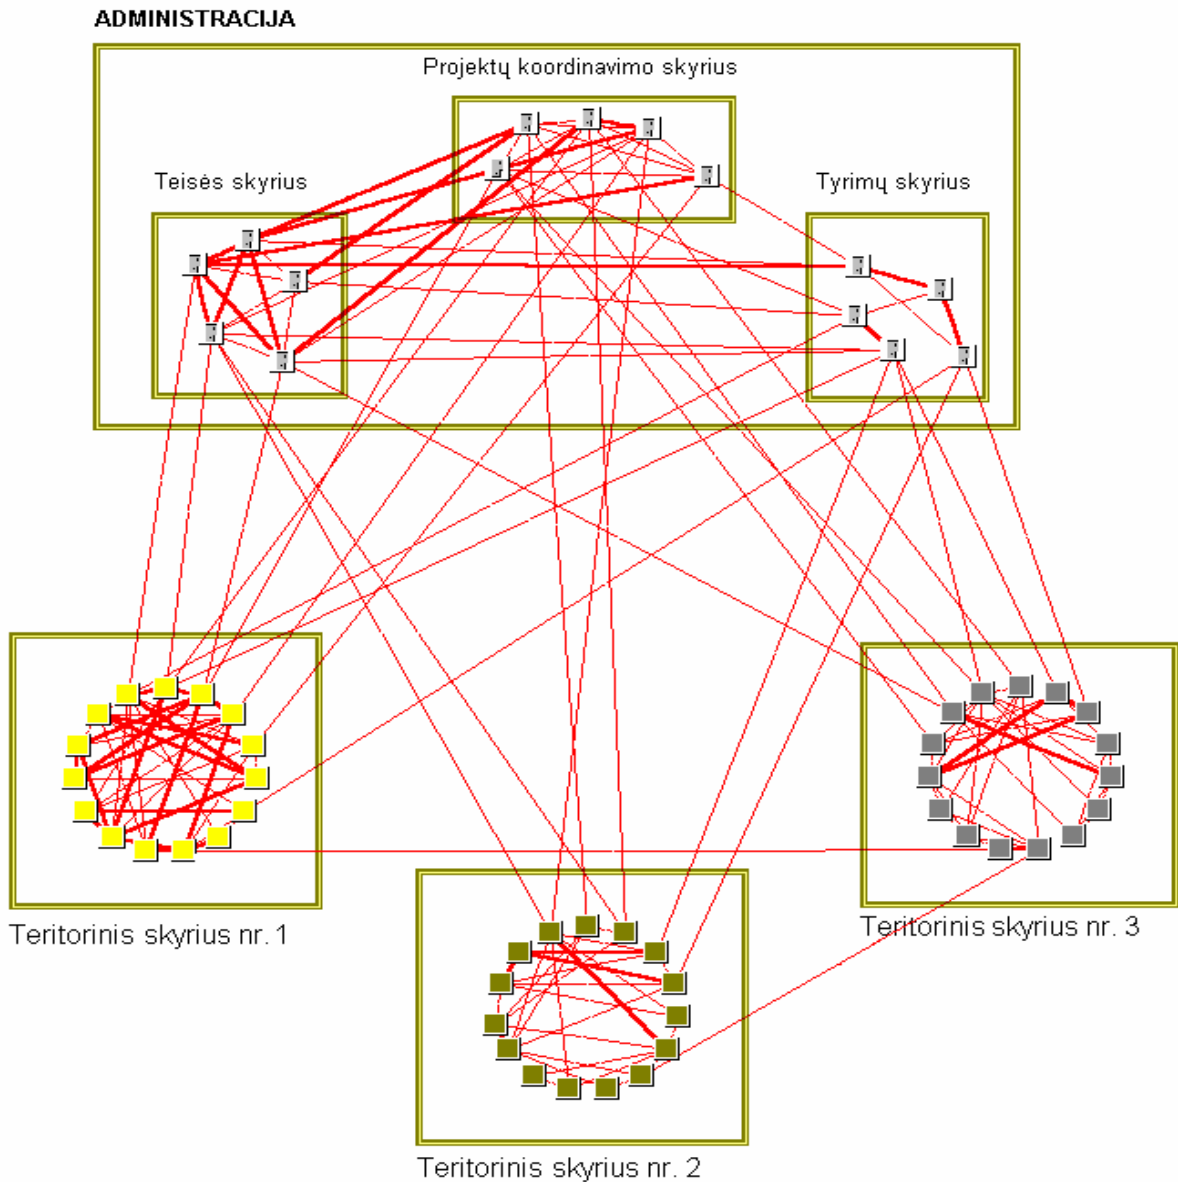 ADMINISTRACIJA
Projektų koordinavimo skyrius
Teisės skyrius
Tyrimų skyrius
Teritorinis skyrius nr. 1
Teritorinis skyrius nr. 3
Teritorinis skyrius nr. 2